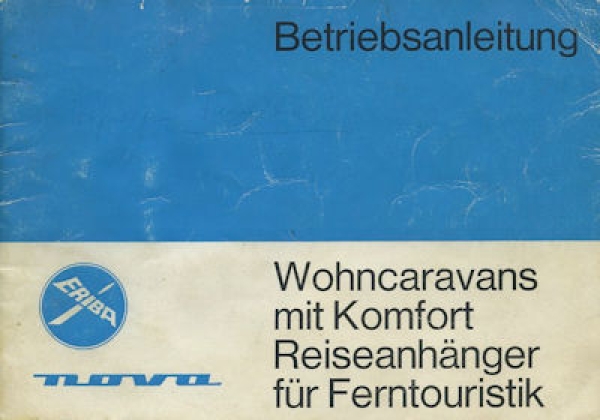 Betriebsanleitung
ERIBA
nova
Wohncaravans
mit Komfort
Reiseanhänger
für Ferntouristik